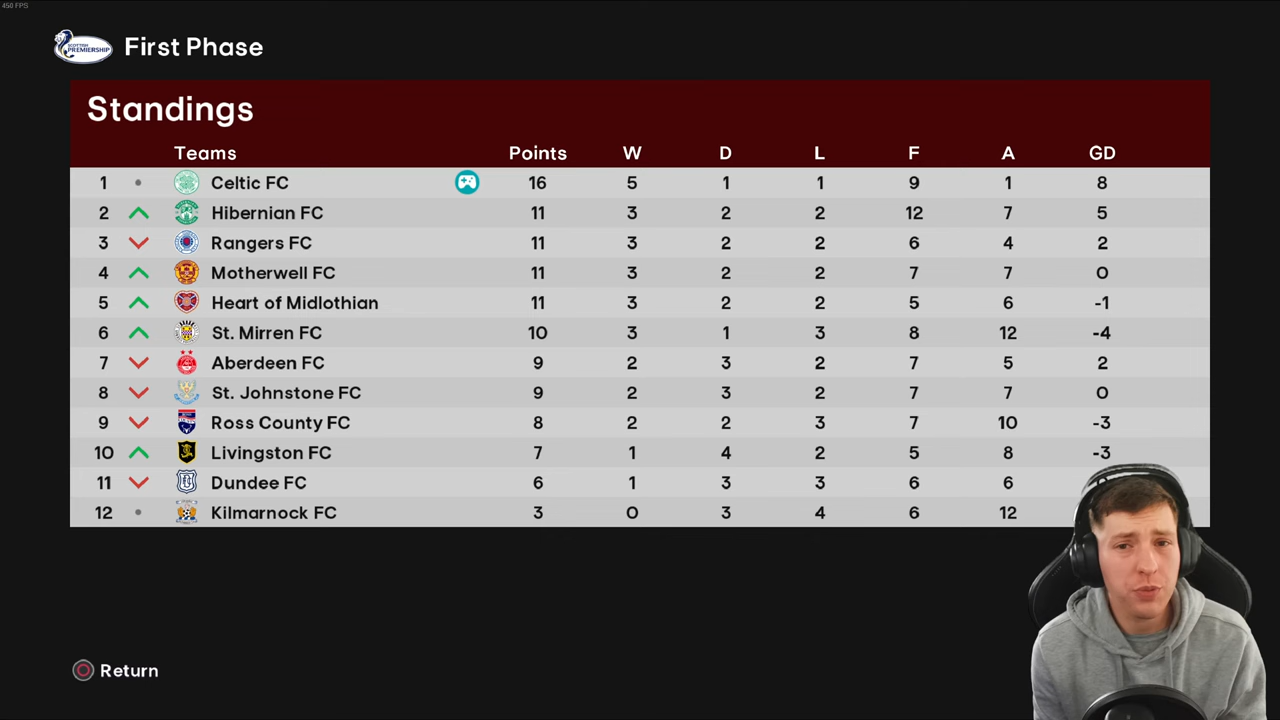 450 FPS
SCOTTISH
PREMIERSHIP
First Phase
Standings
Teams Points W D L F A GD
1 Celtic FC 16 5 1 1 9 1 8
2 Hibernian FC 11 3 2 2 12 7 5
3 Rangers FC 11 3 2 2 6 4 2
4 Motherwell FC 11 3 2 2 7 7 0
5 Heart of Midlothian 11 3 2 2 5 6 -1
6 St. Mirren FC 10 3 1 3 8 12 -4
7 Aberdeen FC 9 2 3 2 7 5 2
8 St. Johnstone FC 9 2 3 2 7 7 0
9 Ross County FC 8 2 2 3 7 10 -3
10 Livingston FC 7 1 4 2 5 8 -3
11 Dundee FC 6 1 3 3 6 6
12 Kilmarnock FC 3 0 3 4 6 12
Return